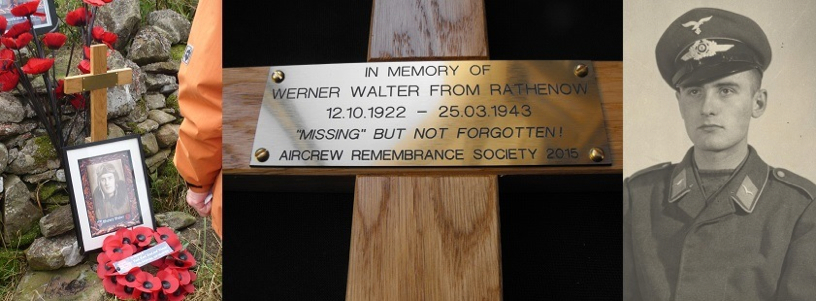 IN MEMORY OF
WERNER WALTER FROM RATHENOW
12.10.1922 – 25.03.1943
"MISSING" BUT NOT FORGOTTEN!
AIRCREW REMEMBRANCE SOCIETY 2015